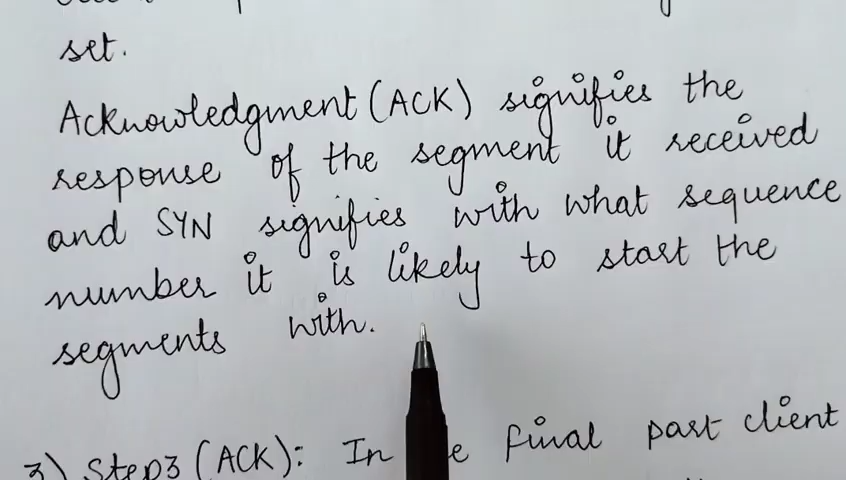 set.
Acknowledgment (ACK) signifies the
response of the segment it received
and SYN signifies with what sequence
number it is likely to start the
segments with.
3) Step3 (ACK): In final part client